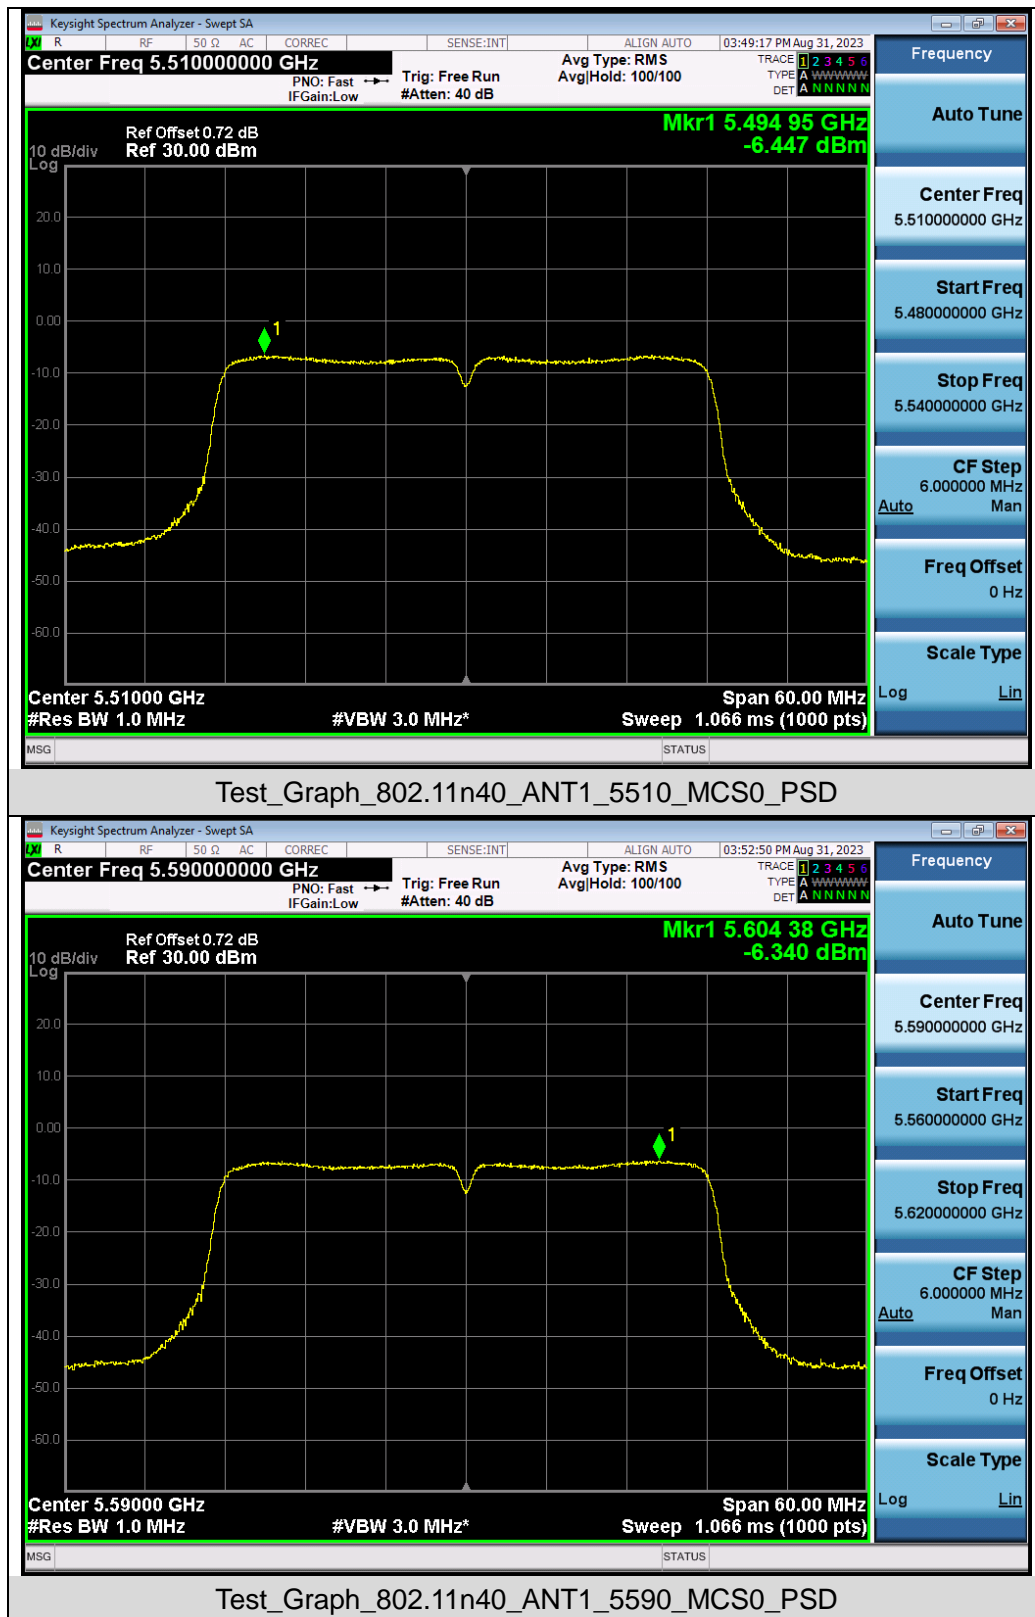 Keysight Spectrum Analyzer - Swept SA
LXI R RF 50 Ω AC CORREC SENSE:INT ALIGN AUTO 03:49:17 PM Aug 31, 2023
Center Freq 5.510000000 GHz
PNO: Fast
IFGain:Low
Trig: Free Run
#Atten: 40 dB
Avg Type: RMS
Avg|Hold: 100/100
TRACE 1 2 3 4 5 6
TYPE A WWWWW
DET A N N N N N
Ref Offset 0.72 dB
10 dB/div Ref 30.00 dBm
Log
Mkr1 5.494 95 GHz
-6.447 dBm
20.0
10.0
0.00
-10.0
-20.0
-30.0
-40.0
-50.0
-60.0
1
Center 5.51000 GHz Span 60.00 MHz
#Res BW 1.0 MHz #VBW 3.0 MHz* Sweep 1.066 ms (1000 pts)
MSG STATUS
Frequency
Auto Tune
Center Freq
5.510000000 GHz
Start Freq
5.480000000 GHz
Stop Freq
5.540000000 GHz
CF Step
6.000000 MHz
Auto Man
Freq Offset
0 Hz
Scale Type
Log Lin
Test_Graph_802.11n40_ANT1_5510_MCS0_PSD
Keysight Spectrum Analyzer - Swept SA
LXI R RF 50 Ω AC CORREC SENSE:INT ALIGN AUTO 03:52:50 PM Aug 31, 2023
Center Freq 5.590000000 GHz
PNO: Fast
IFGain:Low
Trig: Free Run
#Atten: 40 dB
Avg Type: RMS
Avg|Hold: 100/100
TRACE 1 2 3 4 5 6
TYPE A WWWWW
DET A N N N N N
Ref Offset 0.72 dB
10 dB/div Ref 30.00 dBm
Log
Mkr1 5.604 38 GHz
-6.340 dBm
20.0
10.0
0.00
-10.0
-20.0
-30.0
-40.0
-50.0
-60.0
1
Center 5.59000 GHz Span 60.00 MHz
#Res BW 1.0 MHz #VBW 3.0 MHz* Sweep 1.066 ms (1000 pts)
MSG STATUS
Frequency
Auto Tune
Center Freq
5.590000000 GHz
Start Freq
5.560000000 GHz
Stop Freq
5.620000000 GHz
CF Step
6.000000 MHz
Auto Man
Freq Offset
0 Hz
Scale Type
Log Lin
Test_Graph_802.11n40_ANT1_5590_MCS0_PSD